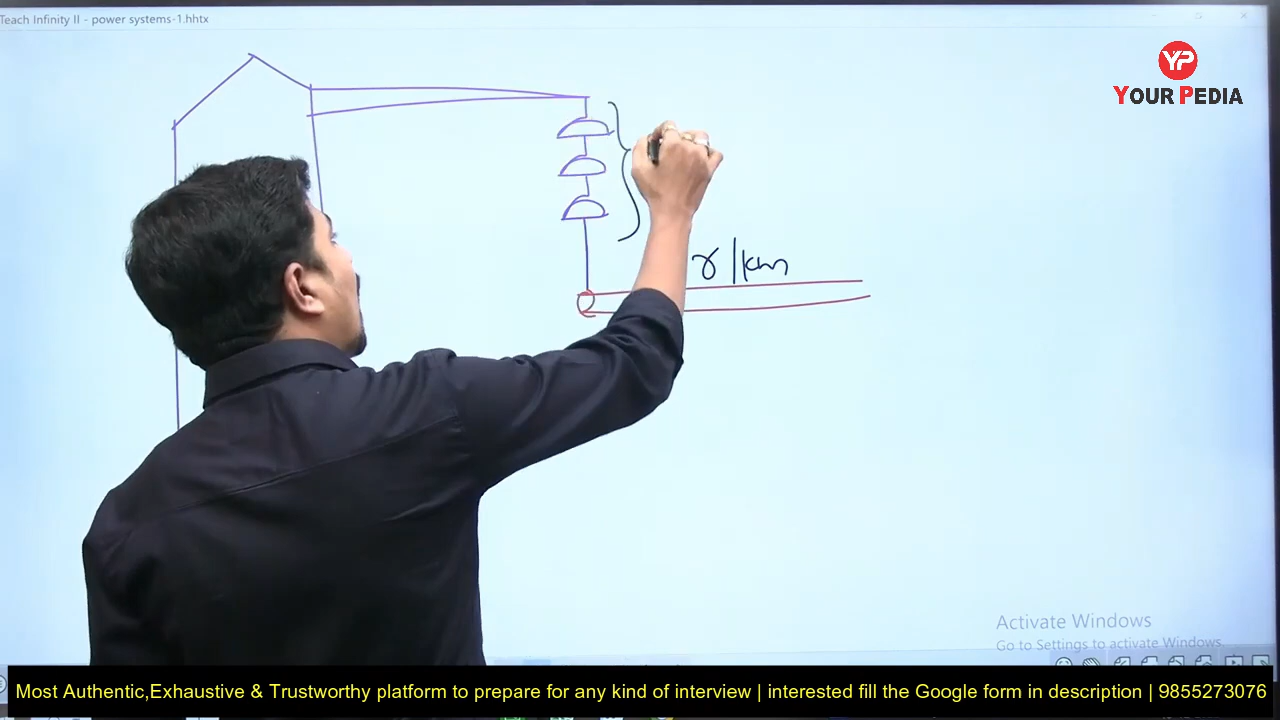 Teach Infinity II - power systems-1.hhtx
YP
YOUR PEDIA
r/km
Activate Windows
Go to Settings to activate Windows.
Most Authentic,Exhaustive & Trustworthy platform to prepare for any kind of interview | interested fill the Google form in description | 9855273076